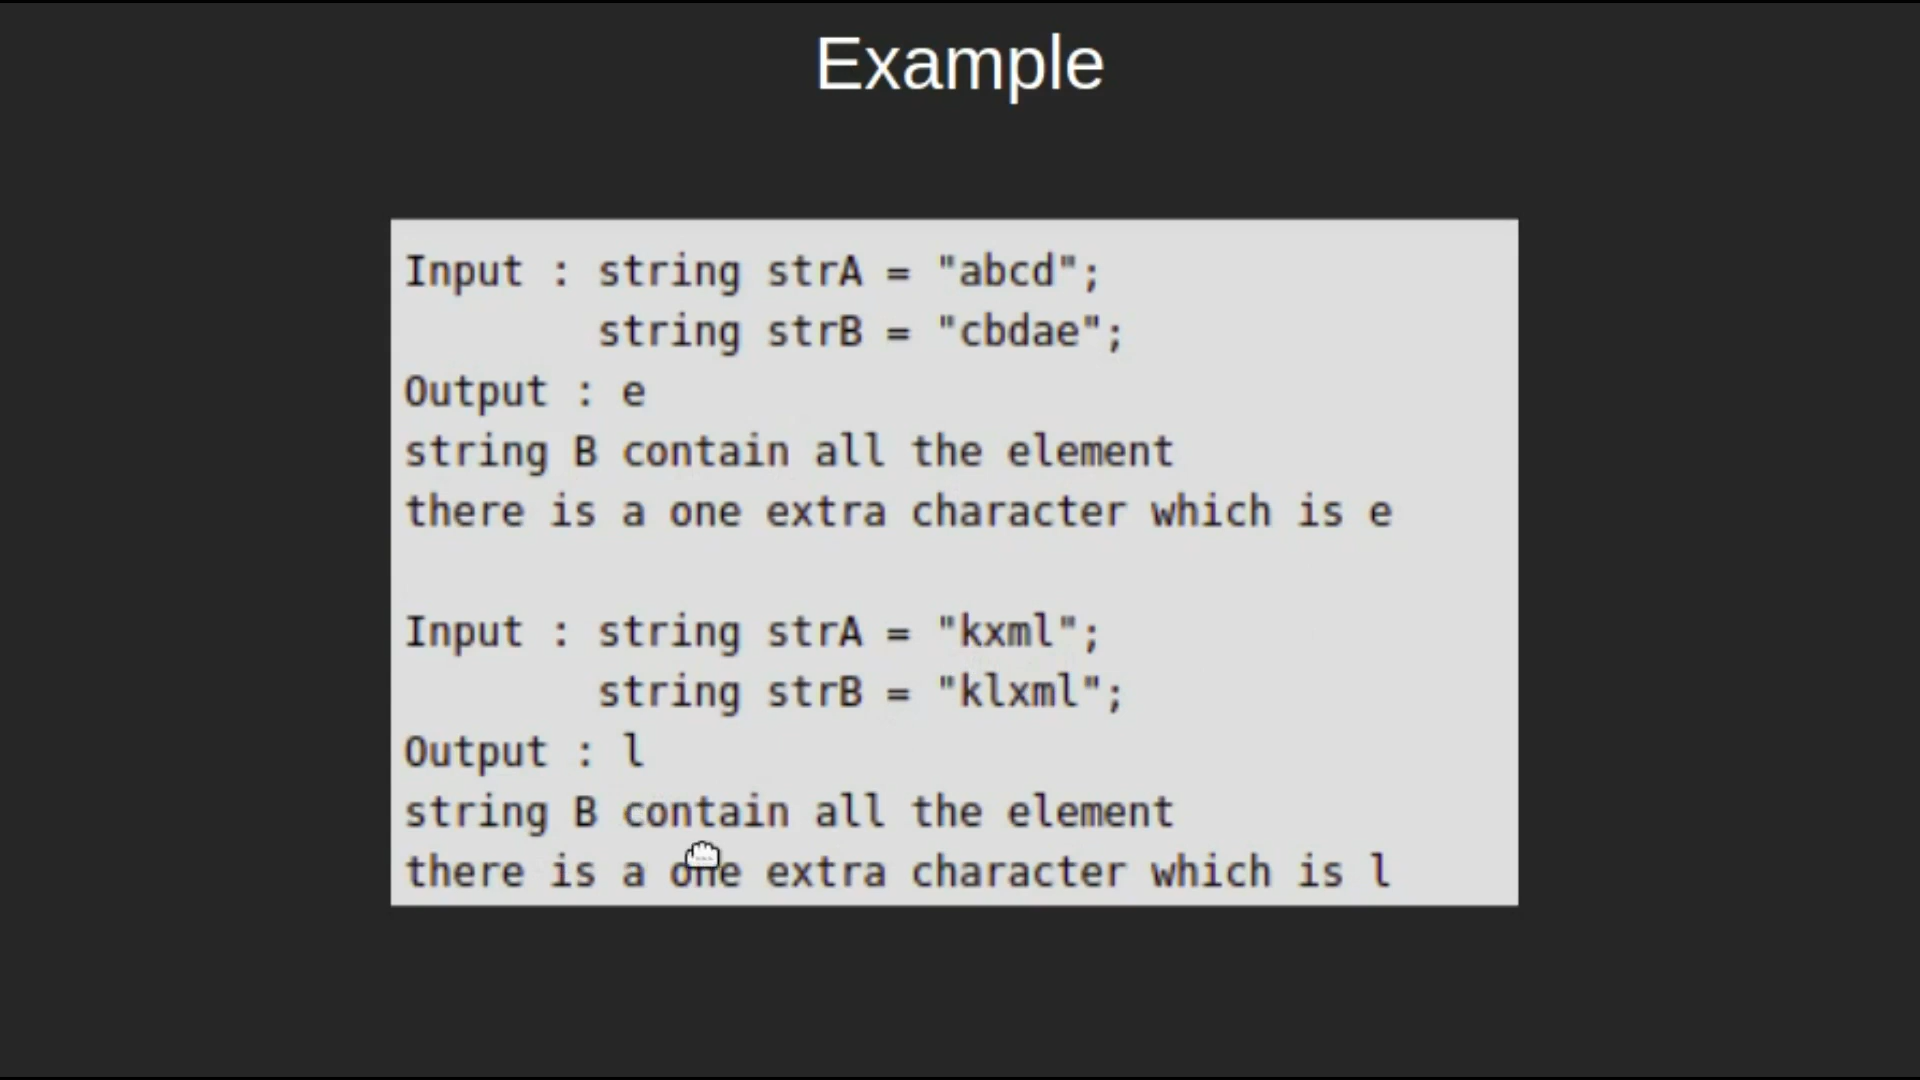 Example
Input : string strA = "abcd";
string strB = "cbdae";
Output : e
string B contain all the element
there is a one extra character which is e
Input : string strA = "kxml";
string strB = "klxml";
Output : l
string B contain all the element
there is a one extra character which is l